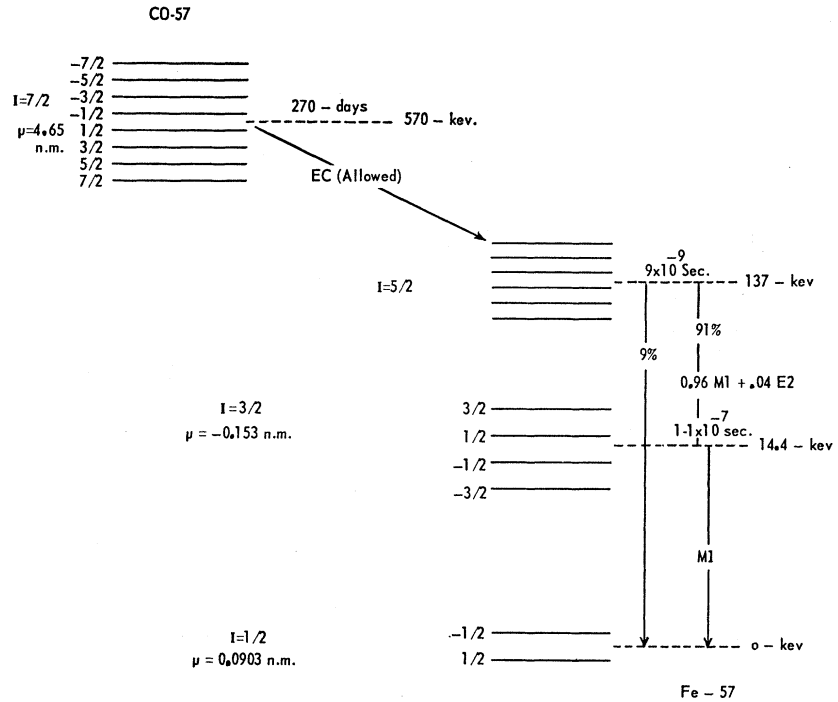 CO-57
-7/2
-5/2
I=7/2
-3/2
270 - days
-1/2
570 - kev.
μ=4.65
1/2
n.m.
3/2
5/2
EC (Allowed)
7/2
-9
9x10 Sec.
I=5/2
137 - kev
91%
9%
0.96 M1 + .04 E2
I=3/2
3/2
μ = -0.153 n.m.
-7
1/2
1-1x10 sec.
14.4 - kev
-1/2
-3/2
M1
I=1/2
-1/2
o - kev
μ = 0.0903 n.m.
1/2
Fe - 57